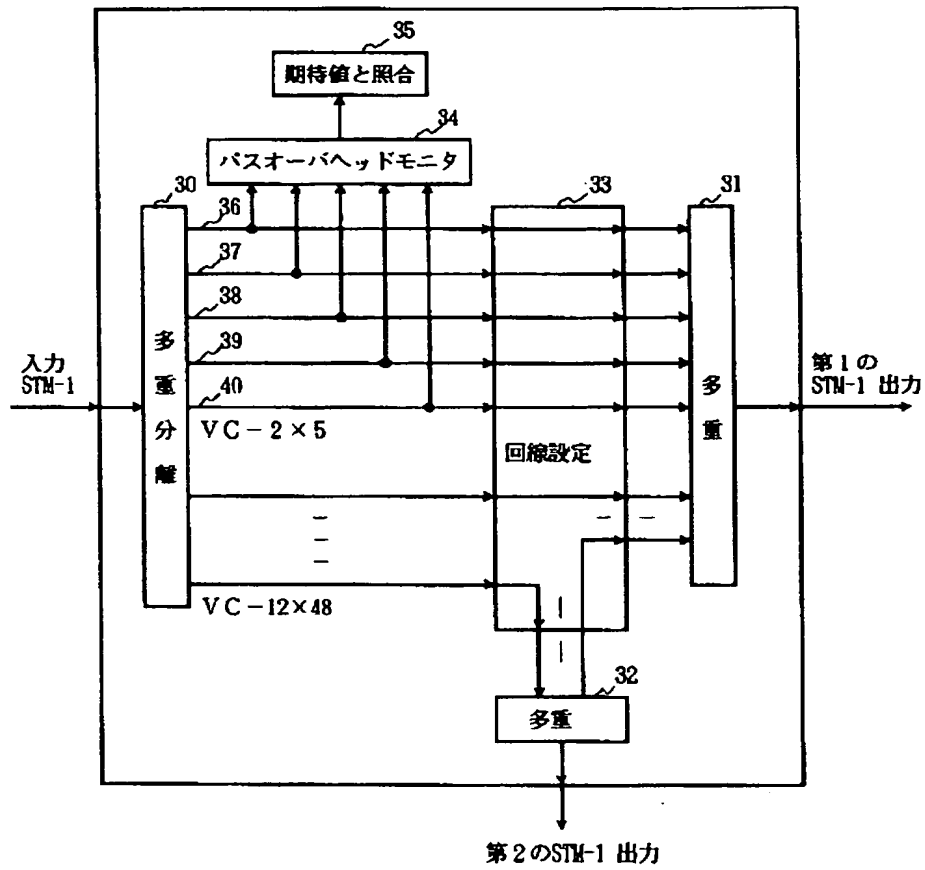 35
期待値と照合
34
パスオーバヘッドモニタ
30
36
33
31
37
38
39
40
多重分離
入力
STM-1
VC-2×5
回線設定
多重
第1の
STM-1 出力
VC-12×48
32
多重
第2のSTM-1 出力